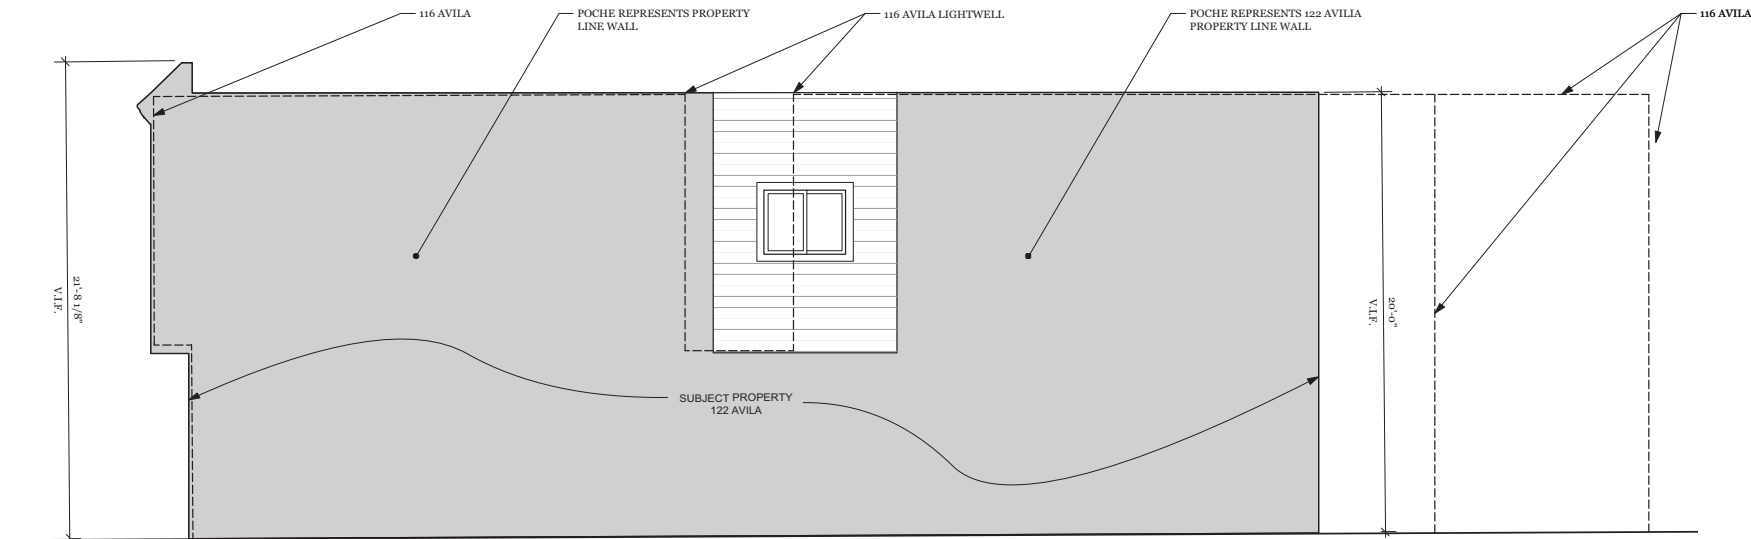 116 AVILA
POCHE REPRESENTS PROPERTY
LINE WALL
116 AVILA LIGHTWELL
POCHE REPRESENTS 122 AVILIA
PROPERTY LINE WALL
116 AVILA
21'-8 1/8"
V.I.F.
20'-0"
V.I.F.
SUBJECT PROPERTY
122 AVILA